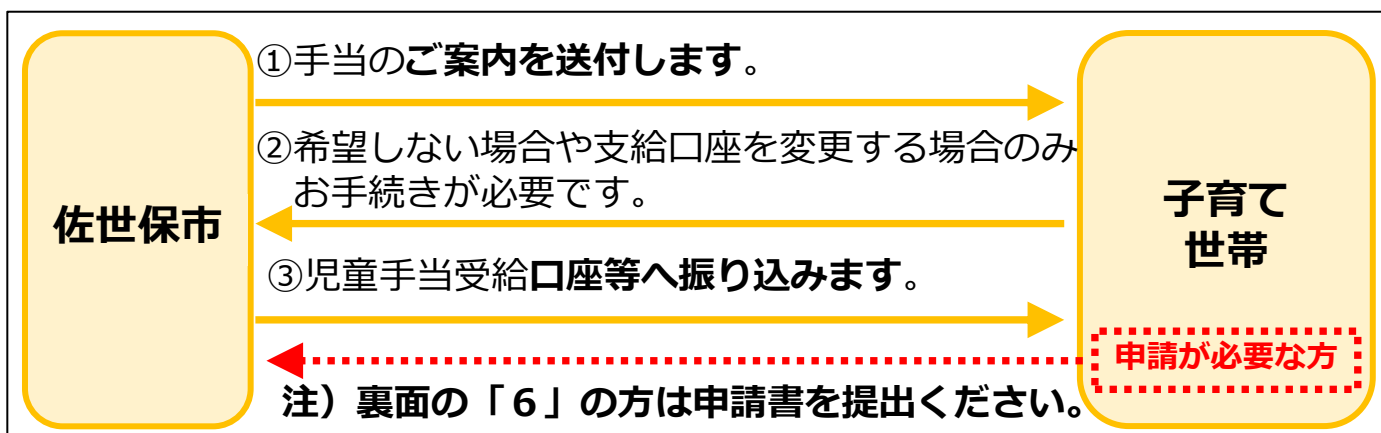 ①手当のご案内を送付します。
②希望しない場合や支給口座を変更する場合のみ
お手続きが必要です。
佐世保市
子育て
世帯
③児童手当受給口座等へ振り込みます。
申請が必要な方
注）裏面の「６」の方は申請書を提出ください。